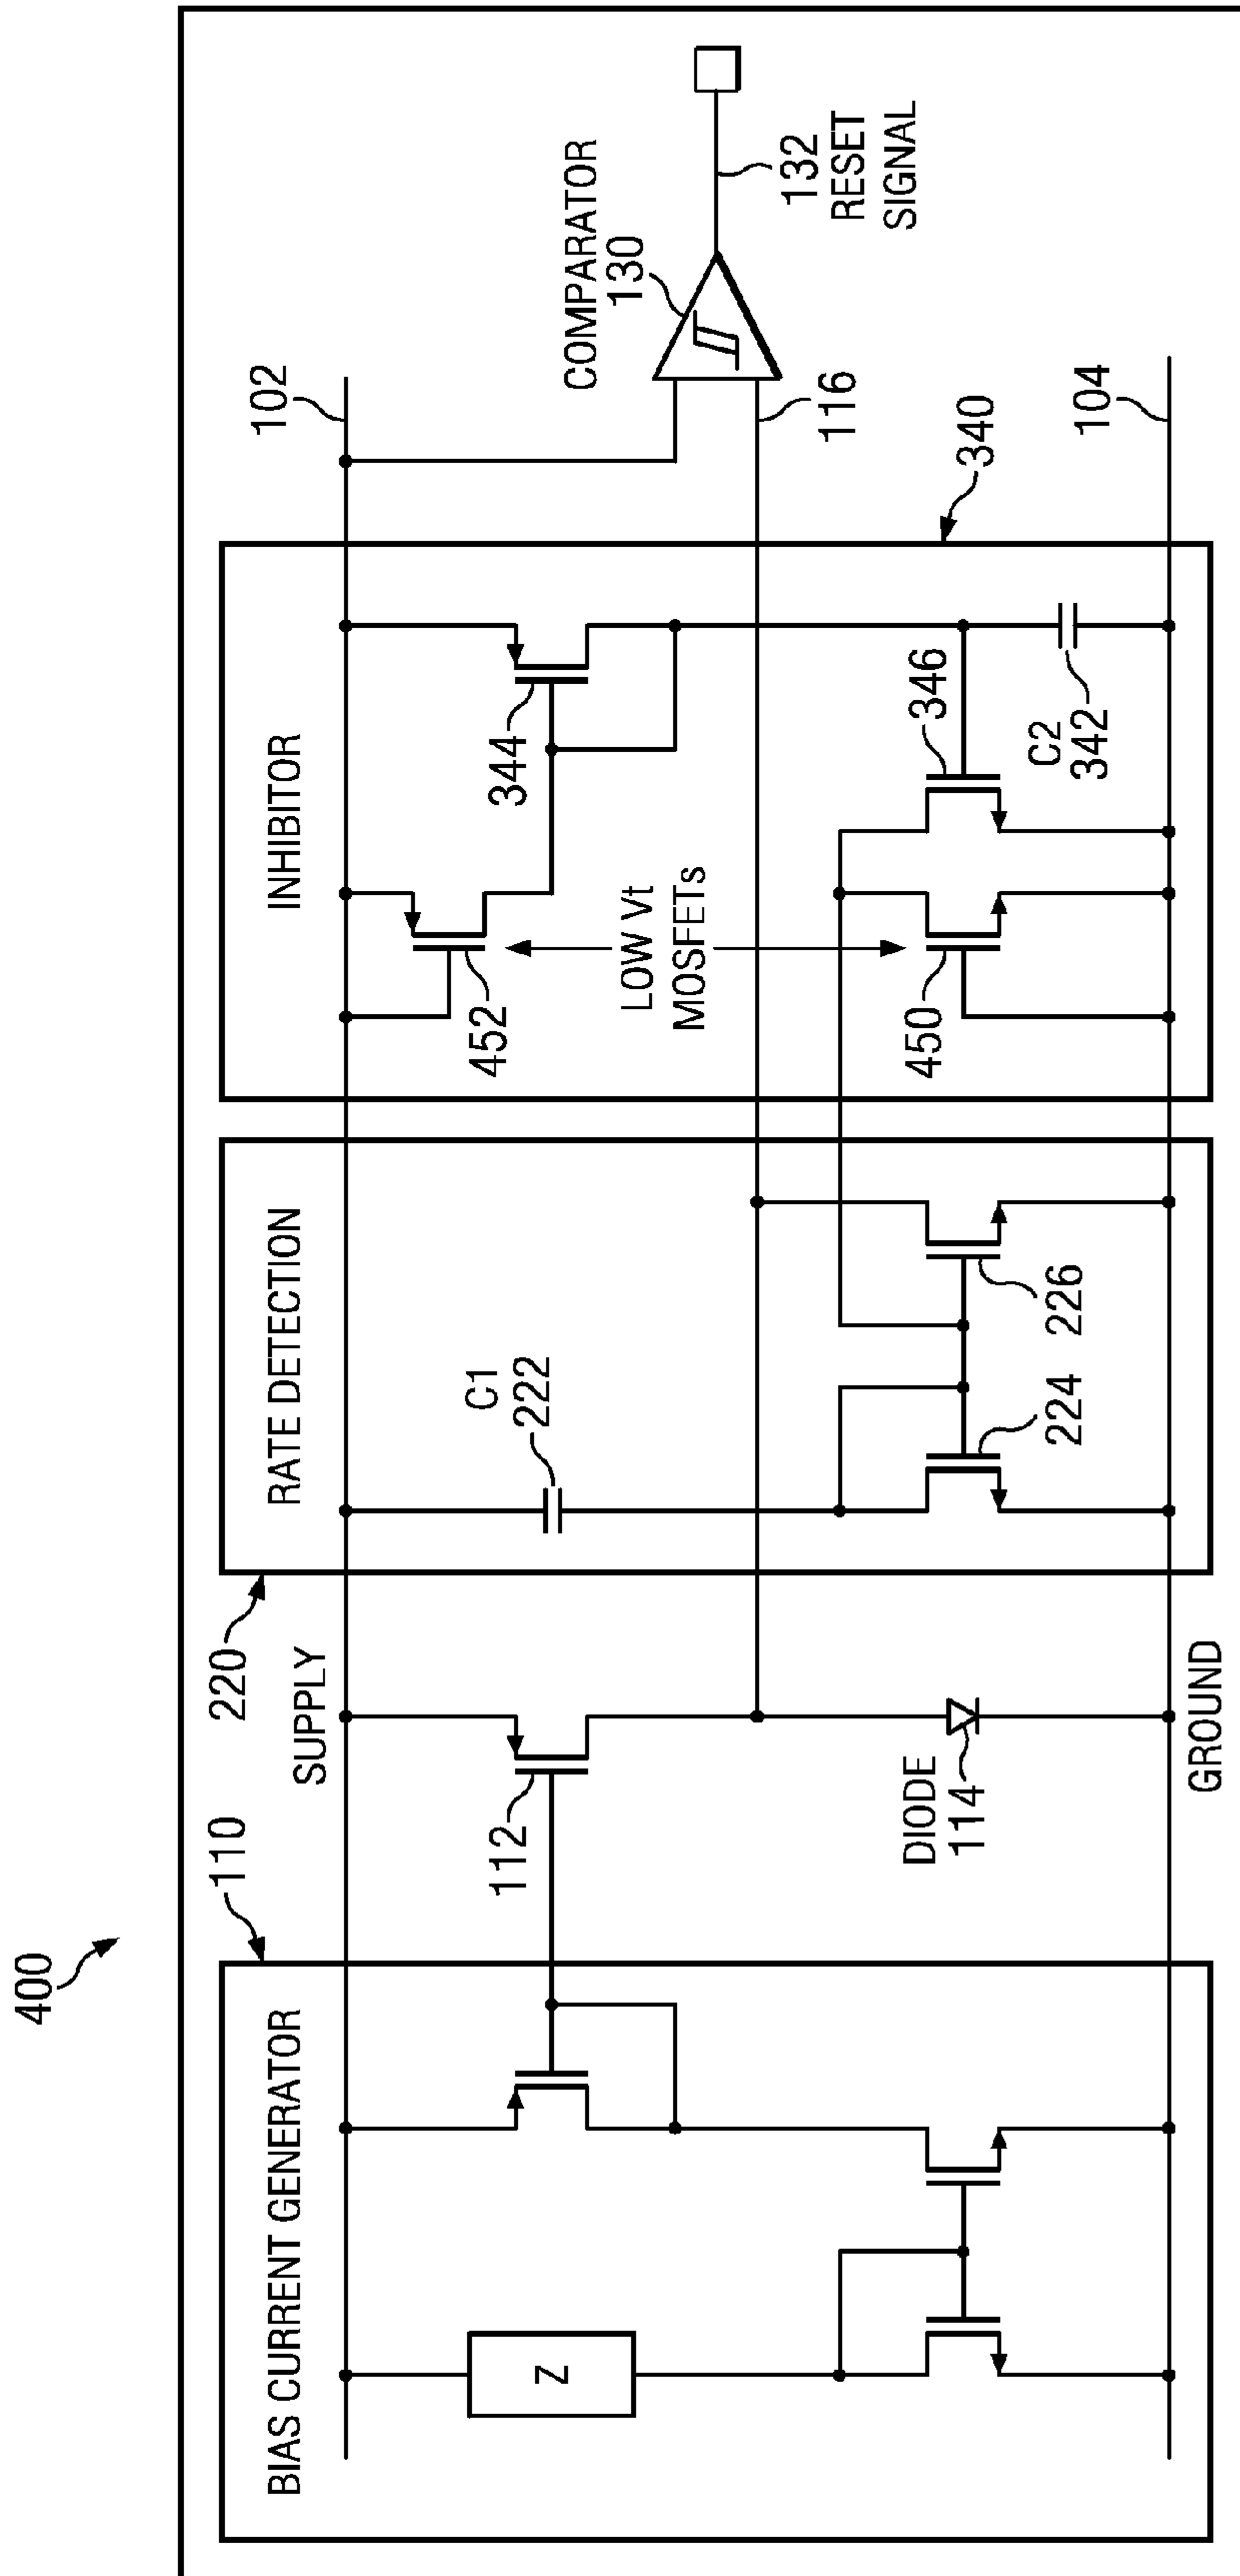 400
BIAS CURRENT GENERATOR
110
Z
112
SUPPLY
DIODE
114
GROUND
220
RATE DETECTION
C1
222
224
226
INHIBITOR
452
344
LOW Vt
MOSFETs
450
346
C2
342
340
102
116
104
COMPARATOR
130
132
RESET
SIGNAL